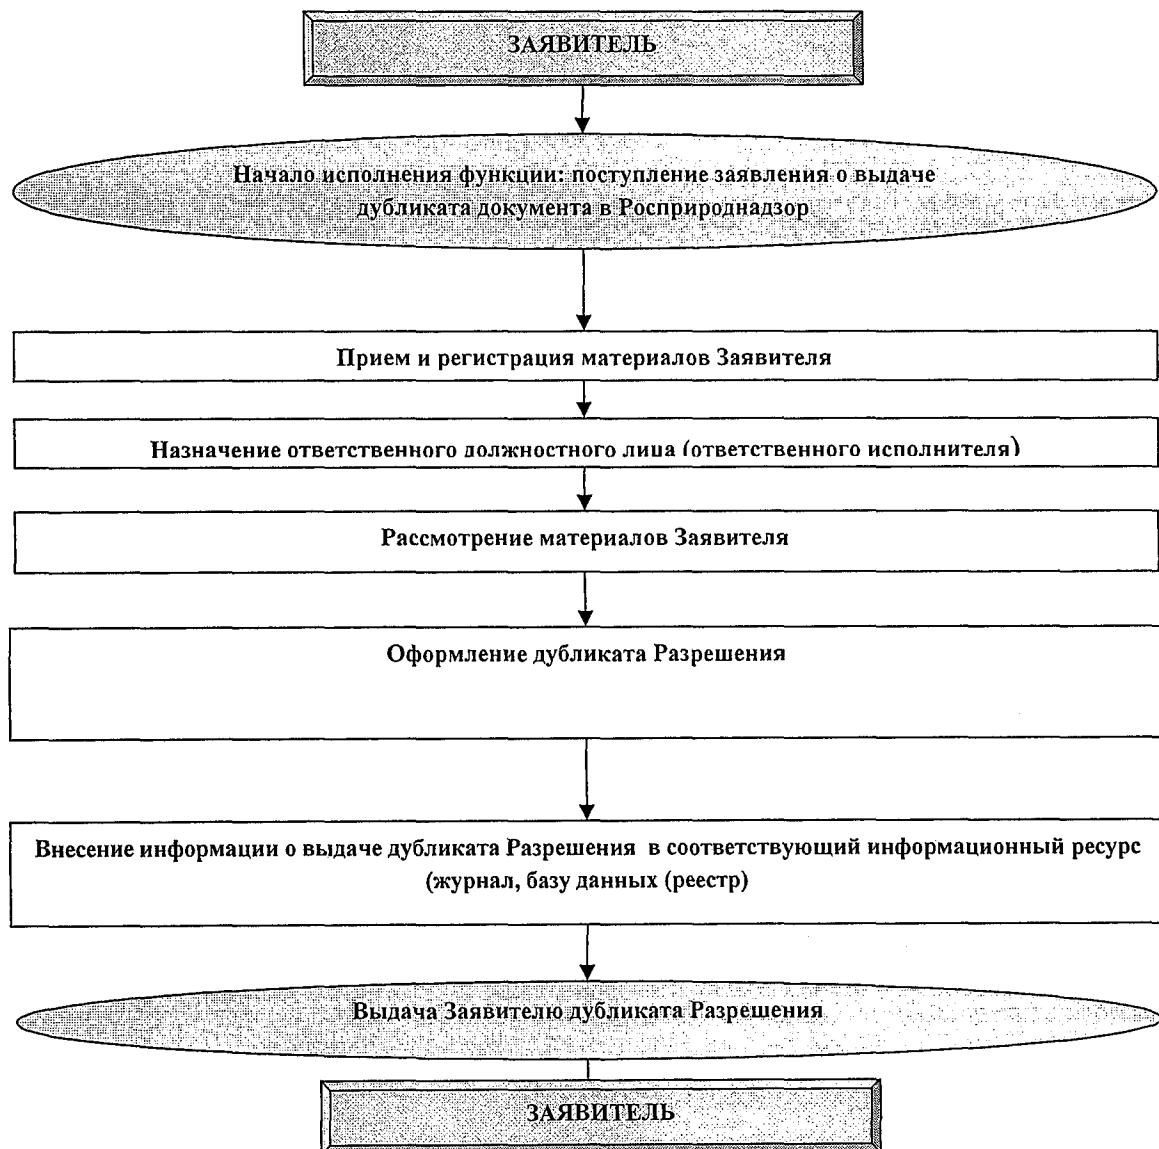 ЗАЯВИТЕЛЬ
Начало исполнения функции: поступление заявления о выдаче
дубликата документа в Росприроднадзор
Прием и регистрация материалов Заявителя
Назначение ответственного должностного лица (ответственного исполнителя)
Рассмотрение материалов Заявителя
Оформление дубликата Разрешения
Внесение информации о выдаче дубликата Разрешения в соответствующий информационный ресурс
(журнал, базу данных (реестр)
Выдача Заявителю дубликата Разрешения
ЗАЯВИТЕЛЬ